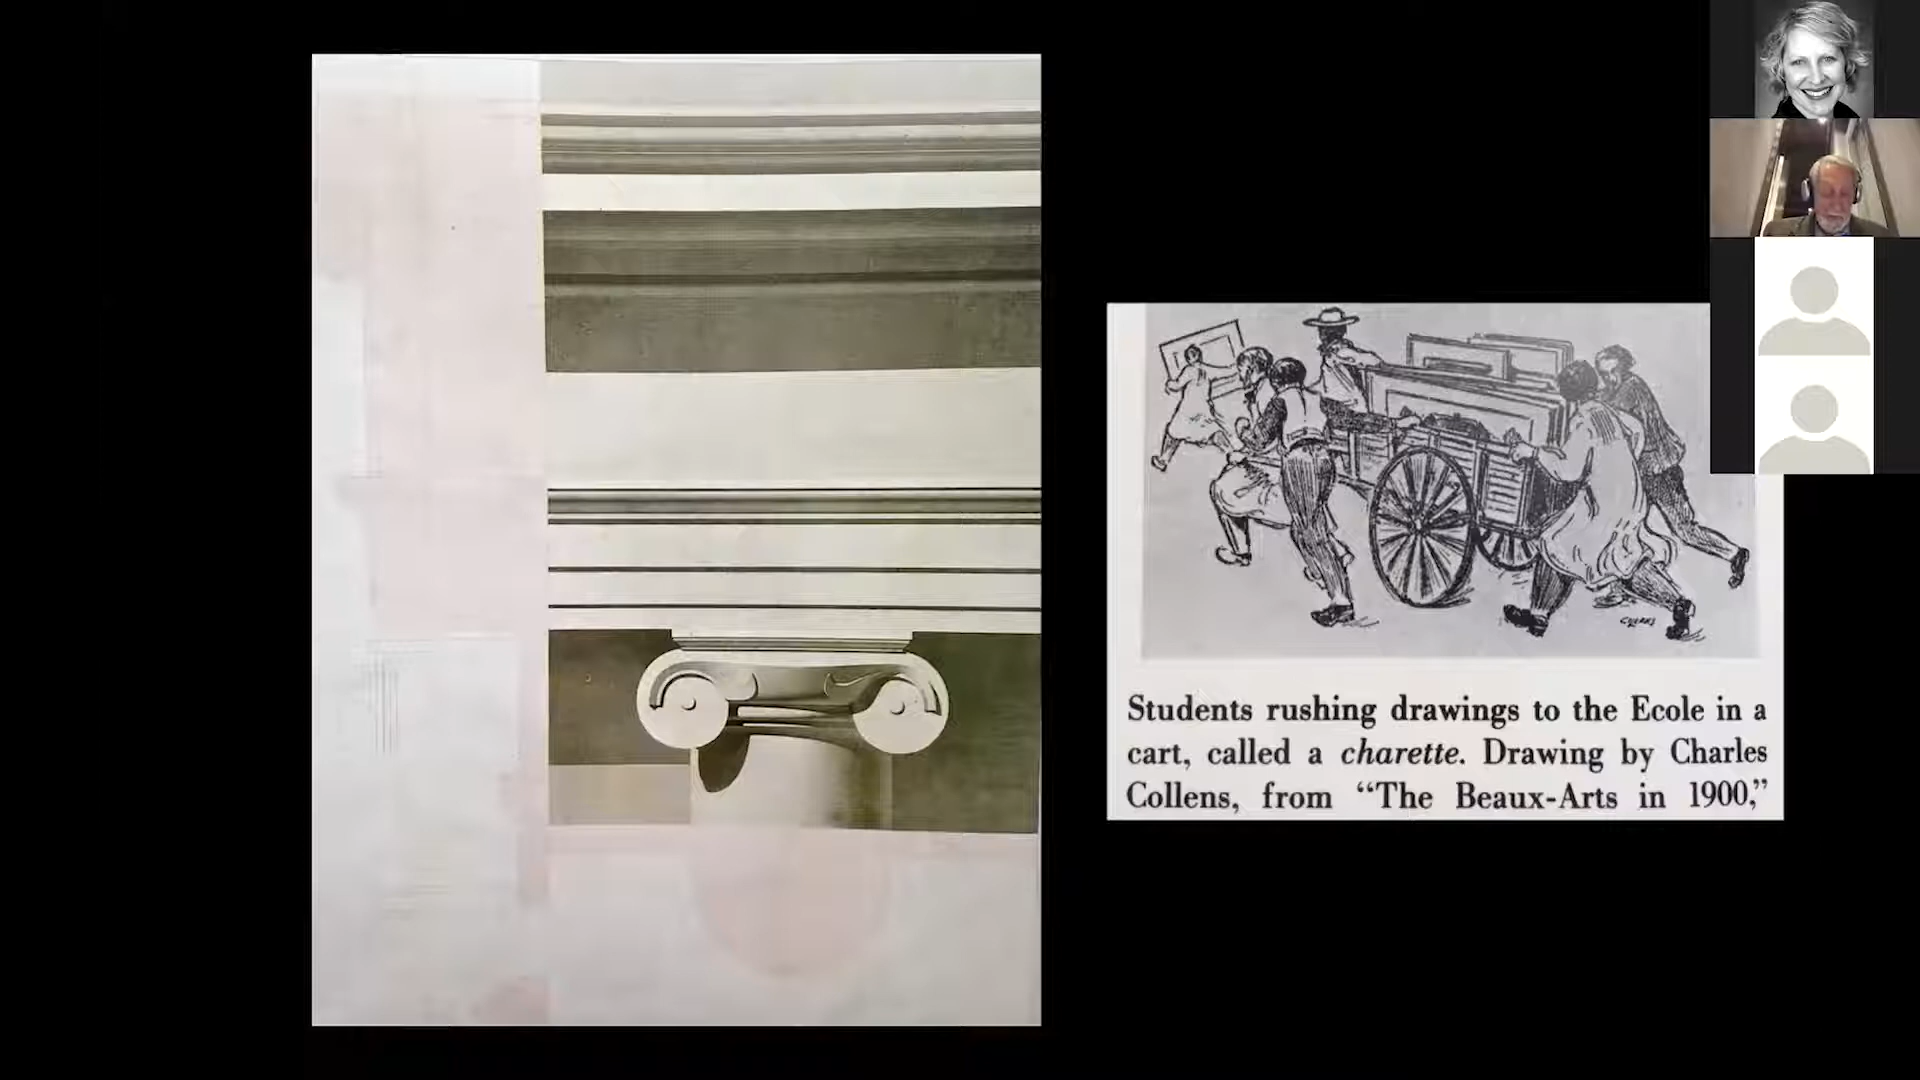 Students rushing drawings to the Ecole in a
cart, called a charette. Drawing by Charles
Collens, from “The Beaux-Arts in 1900,”